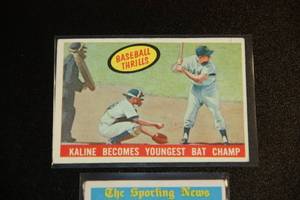 BASEBALL
THRILLS
KALINE BECOMES YOUNGEST BAT CHAMP
The Sporting News